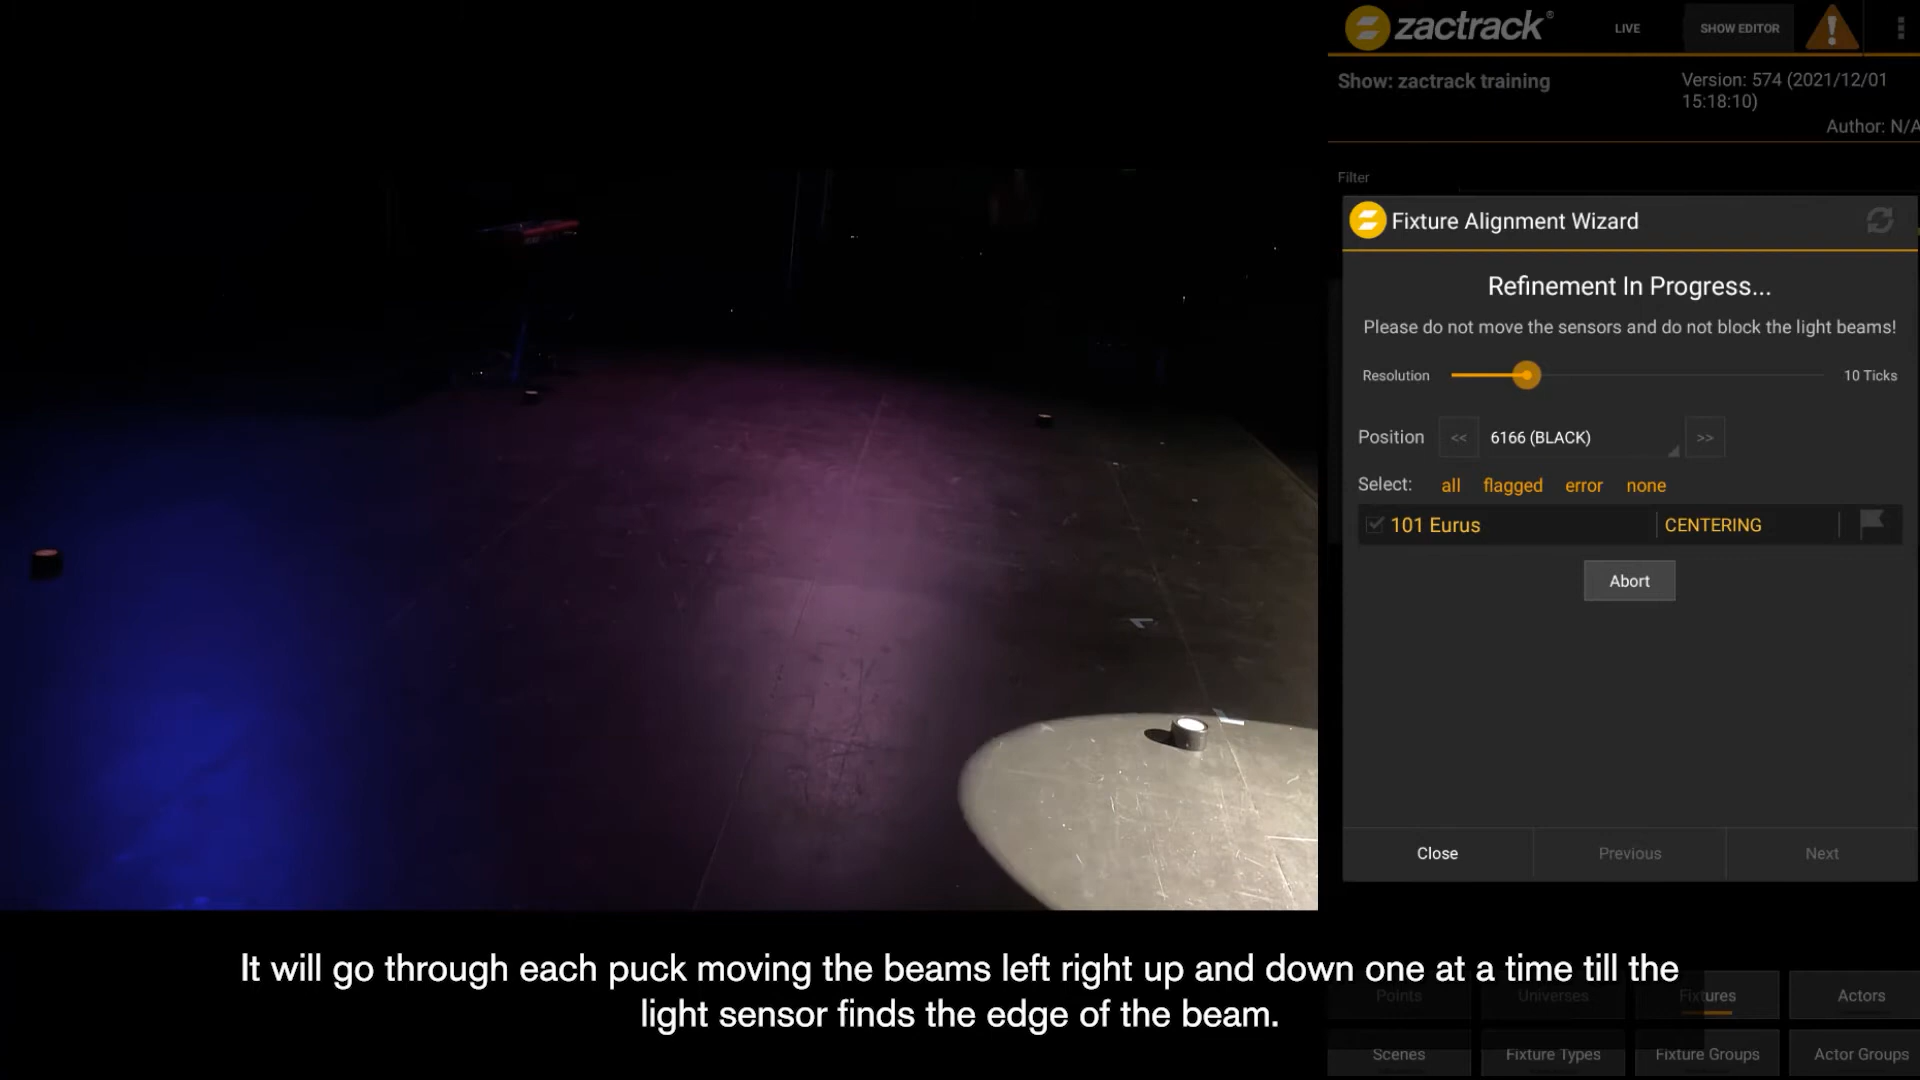 zactrack®
LIVE
SHOW EDITOR
Show: zactrack training
Version: 574 (2021/12/01
15:18:10)
Author: N/A
Filter
Fixture Alignment Wizard
Refinement In Progress...
Please do not move the sensors and do not block the light beams!
Resolution
10 Ticks
Position
<<
6166 (BLACK)
>>
Select:
all
flagged
error
none
101 Eurus
CENTERING
Abort
Close
Previous
Next
It will go through each puck moving the beams left right up and down one at a time till the
light sensor finds the edge of the beam.
Points
Universes
Fixtures
Actors
Scenes
Fixture Types
Fixture Groups
Actor Groups